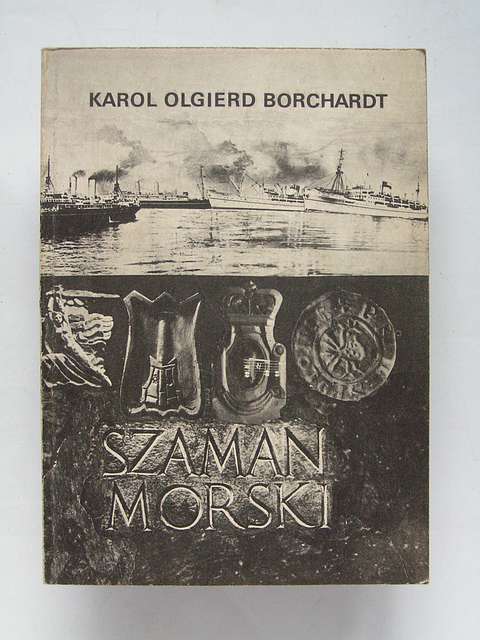 KAROL OLGIERD BORCHARDT
SZAMAN
MORSKI